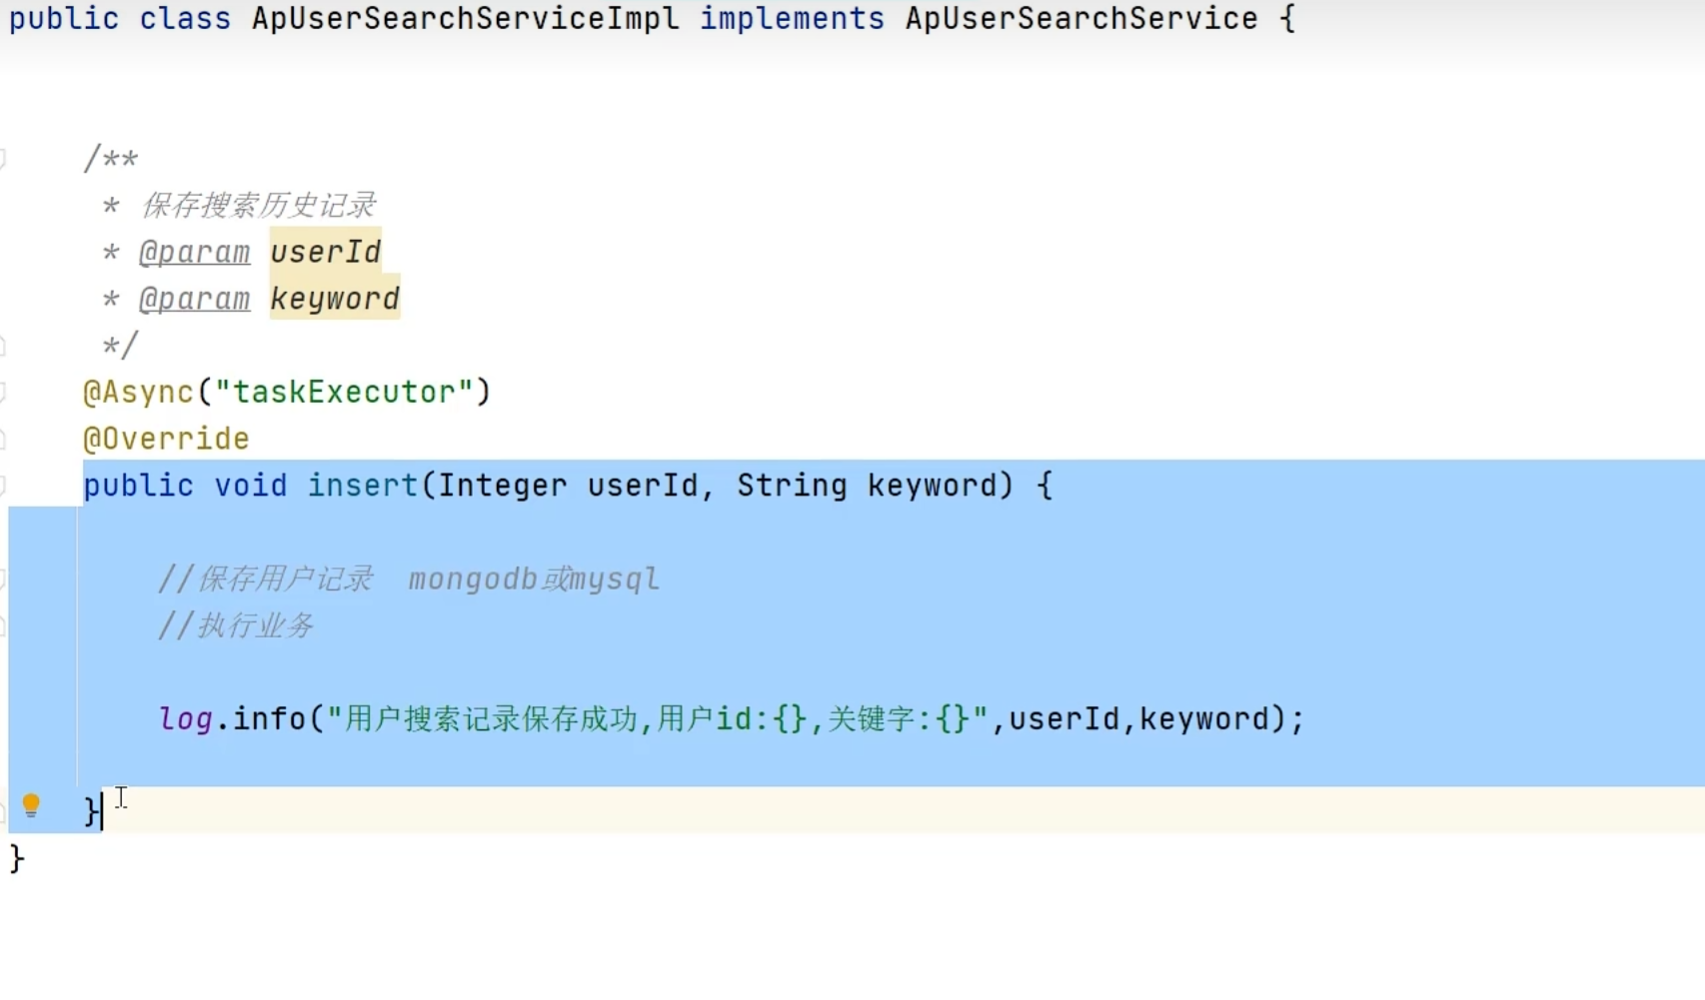 public class ApUserSearchServiceImpl implements ApUserSearchService {
/**
* 保存搜索历史记录
* @param userId
* @param keyword
*/
@Async("taskExecutor")
@Override
public void insert(Integer userId, String keyword) {
//保存用户记录  mongodb或mysql
//执行业务
log.info("用户搜索记录保存成功,用户id:{},关键字:{}",userId,keyword);
}
}